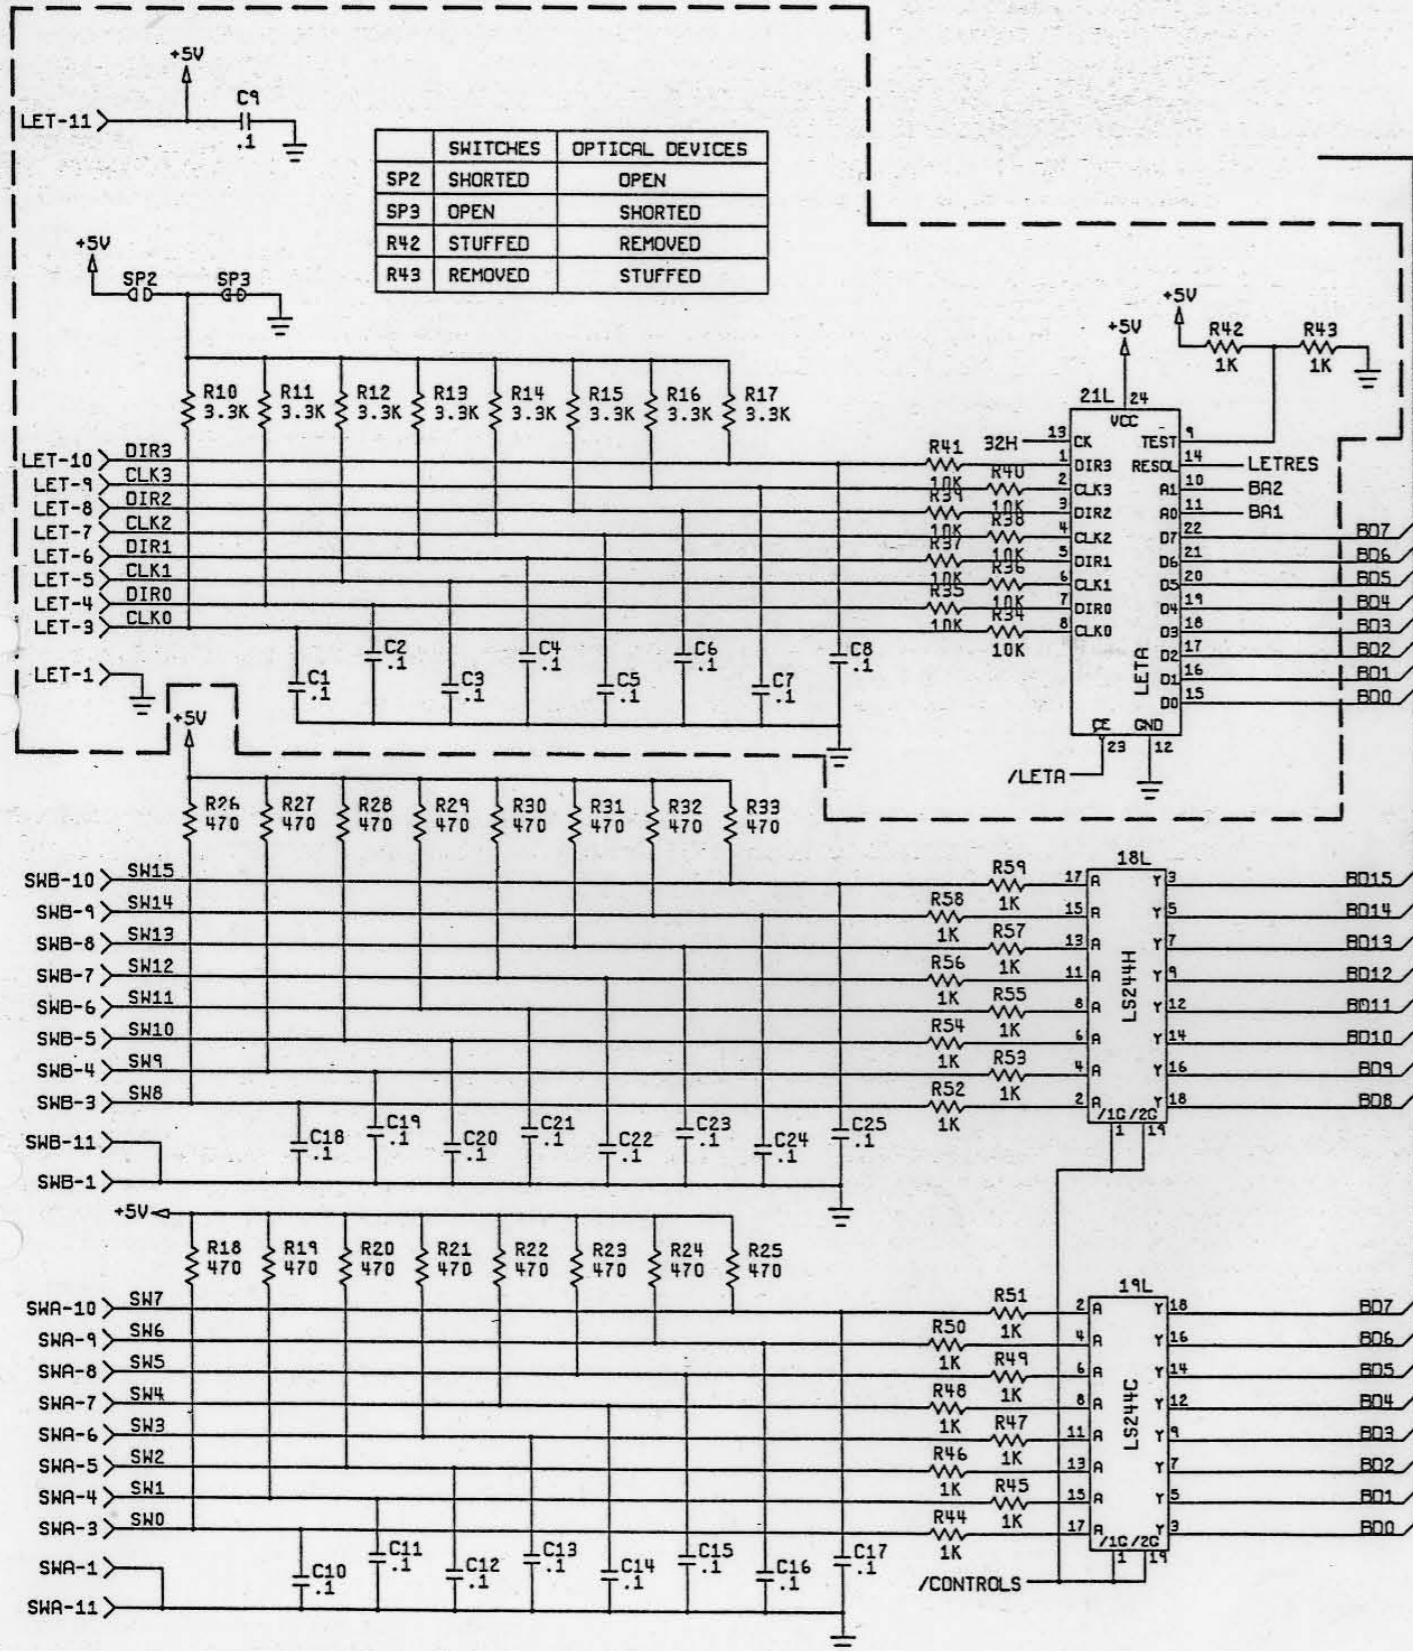 +5V
LET-11
C9
.1
SWITCHES OPTICAL DEVICES
SP2 SHORTED OPEN
SP3 OPEN SHORTED
R42 STUFFED REMOVED
R43 REMOVED STUFFED
+5V
SP2
SP3
+5V
+5V
R42
1K
R43
1K
R10 3.3K
R11 3.3K
R12 3.3K
R13 3.3K
R14 3.3K
R15 3.3K
R16 3.3K
R17 3.3K
21L
24
VCC
32H 13 CK TEST 9
LET-10 DIR3 R41 10K 1 DIR3 RESOL 14 LETRES
LET-9 CLK3 R40 10K 2 CLK3 A1 10 BA2
LET-8 DIR2 R39 10K 3 DIR2 A0 11 BA1
LET-7 CLK2 R38 10K 4 CLK2 D7 22 BD7
LET-6 DIR1 R37 10K 5 DIR1 D6 21 BD6
LET-5 CLK1 R36 10K 6 CLK1 D5 20 BD5
LET-4 DIR0 R35 10K 7 DIR0 D4 19 BD4
LET-3 CLK0 R34 10K 8 CLK0 D3 18 BD3
D2 17 BD2
D1 16 BD1
D0 15 BD0
LETA
LET-1
C1 .1
C2 .1
C3 .1
C4 .1
C5 .1
C6 .1
C7 .1
C8 .1
CE GND
23 12
/LETA
+5V
R26 470
R27 470
R28 470
R29 470
R30 470
R31 470
R32 470
R33 470
18L
SWB-10 SW15 R59 1K 17 A Y 3 BD15
SWB-9 SW14 R58 1K 15 A Y 5 BD14
SWB-8 SW13 R57 1K 13 A Y 7 BD13
SWB-7 SW12 R56 1K 11 A Y 9 BD12
SWB-6 SW11 R55 1K 8 A Y 12 BD11
SWB-5 SW10 R54 1K 6 A Y 14 BD10
SWB-4 SW9 R53 1K 4 A Y 16 BD9
SWB-3 SW8 R52 1K 2 A Y 18 BD8
LS244H
/1G /2G
1 19
SWB-11
SWB-1
C18 .1
C19 .1
C20 .1
C21 .1
C22 .1
C23 .1
C24 .1
C25 .1
+5V
R18 470
R19 470
R20 470
R21 470
R22 470
R23 470
R24 470
R25 470
19L
SWA-10 SW7 R51 1K 2 A Y 18 BD7
SWA-9 SW6 R50 1K 4 A Y 16 BD6
SWA-8 SW5 R49 1K 6 A Y 14 BD5
SWA-7 SW4 R48 1K 8 A Y 12 BD4
SWA-6 SW3 R47 1K 11 A Y 9 BD3
SWA-5 SW2 R46 1K 13 A Y 7 BD2
SWA-4 SW1 R45 1K 15 A Y 5 BD1
SWA-3 SW0 R44 1K 17 A Y 3 BD0
LS244C
/1G /2G
1 19
SWA-1
SWA-11
C10 .1
C11 .1
C12 .1
C13 .1
C14 .1
C15 .1
C16 .1
C17 .1
/CONTROLS